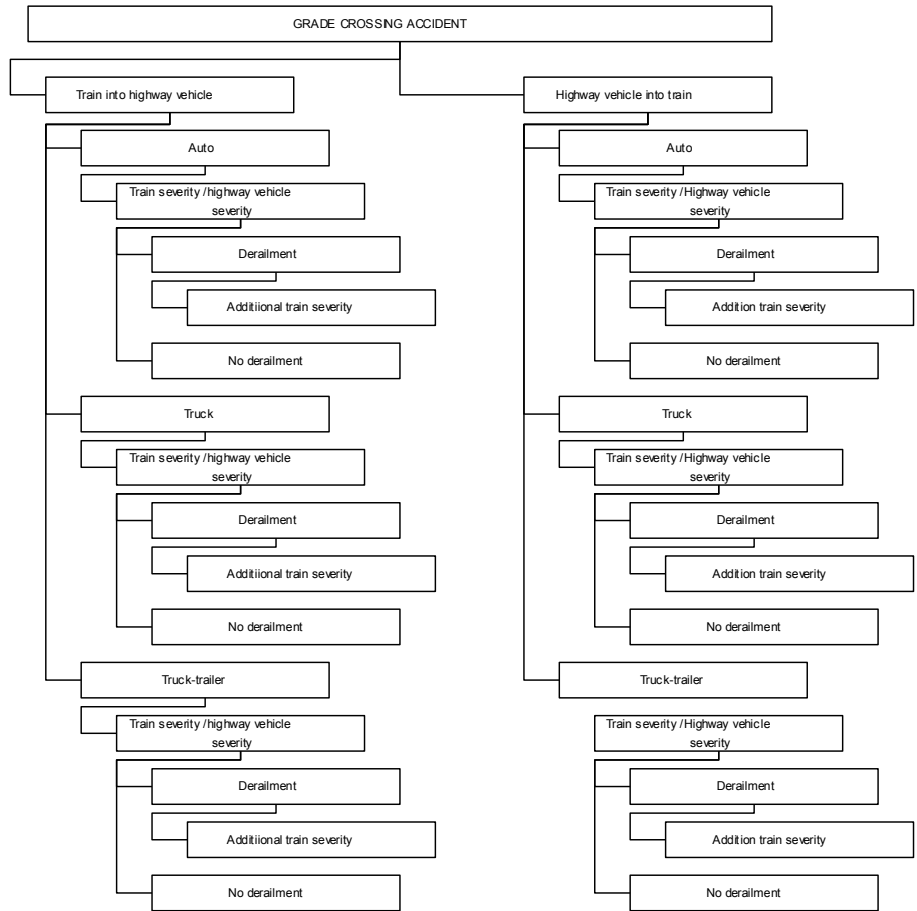 GRADE CROSSING ACCIDENT
Train into highway vehicle
Auto
Train severity /highway vehicle
severity
Derailment
Additiional train severity
No derailment
Truck
Train severity /highway vehicle
severity
Derailment
Additiional train severity
No derailment
Truck-trailer
Train severity /highway vehicle
severity
Derailment
Additiional train severity
No derailment
Highway vehicle into train
Auto
Train severity /Highway vehicle
severity
Derailment
Addition train severity
No derailment
Truck
Train severity /Highway vehicle
severity
Derailment
Addition train severity
No derailment
Truck-trailer
Train severity /Highway vehicle
severity
Derailment
Addition train severity
No derailment